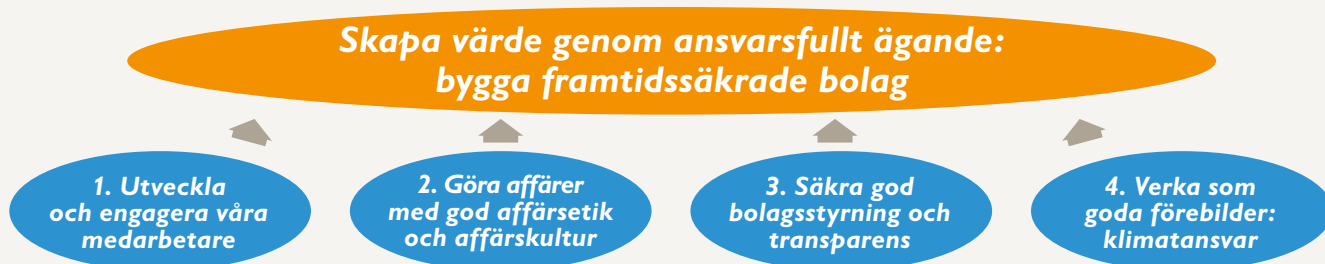 Skapa värde genom ansvarsfullt ägande:
bygga framtidssäkrade bolag
1. Utveckla
och engagera våra
medarbetare
2. Göra affärer
med god affärsetik
och affärskultur
3. Säkra god
bolagsstyrning och
transparens
4. Verka som
goda förebilder:
klimatansvar